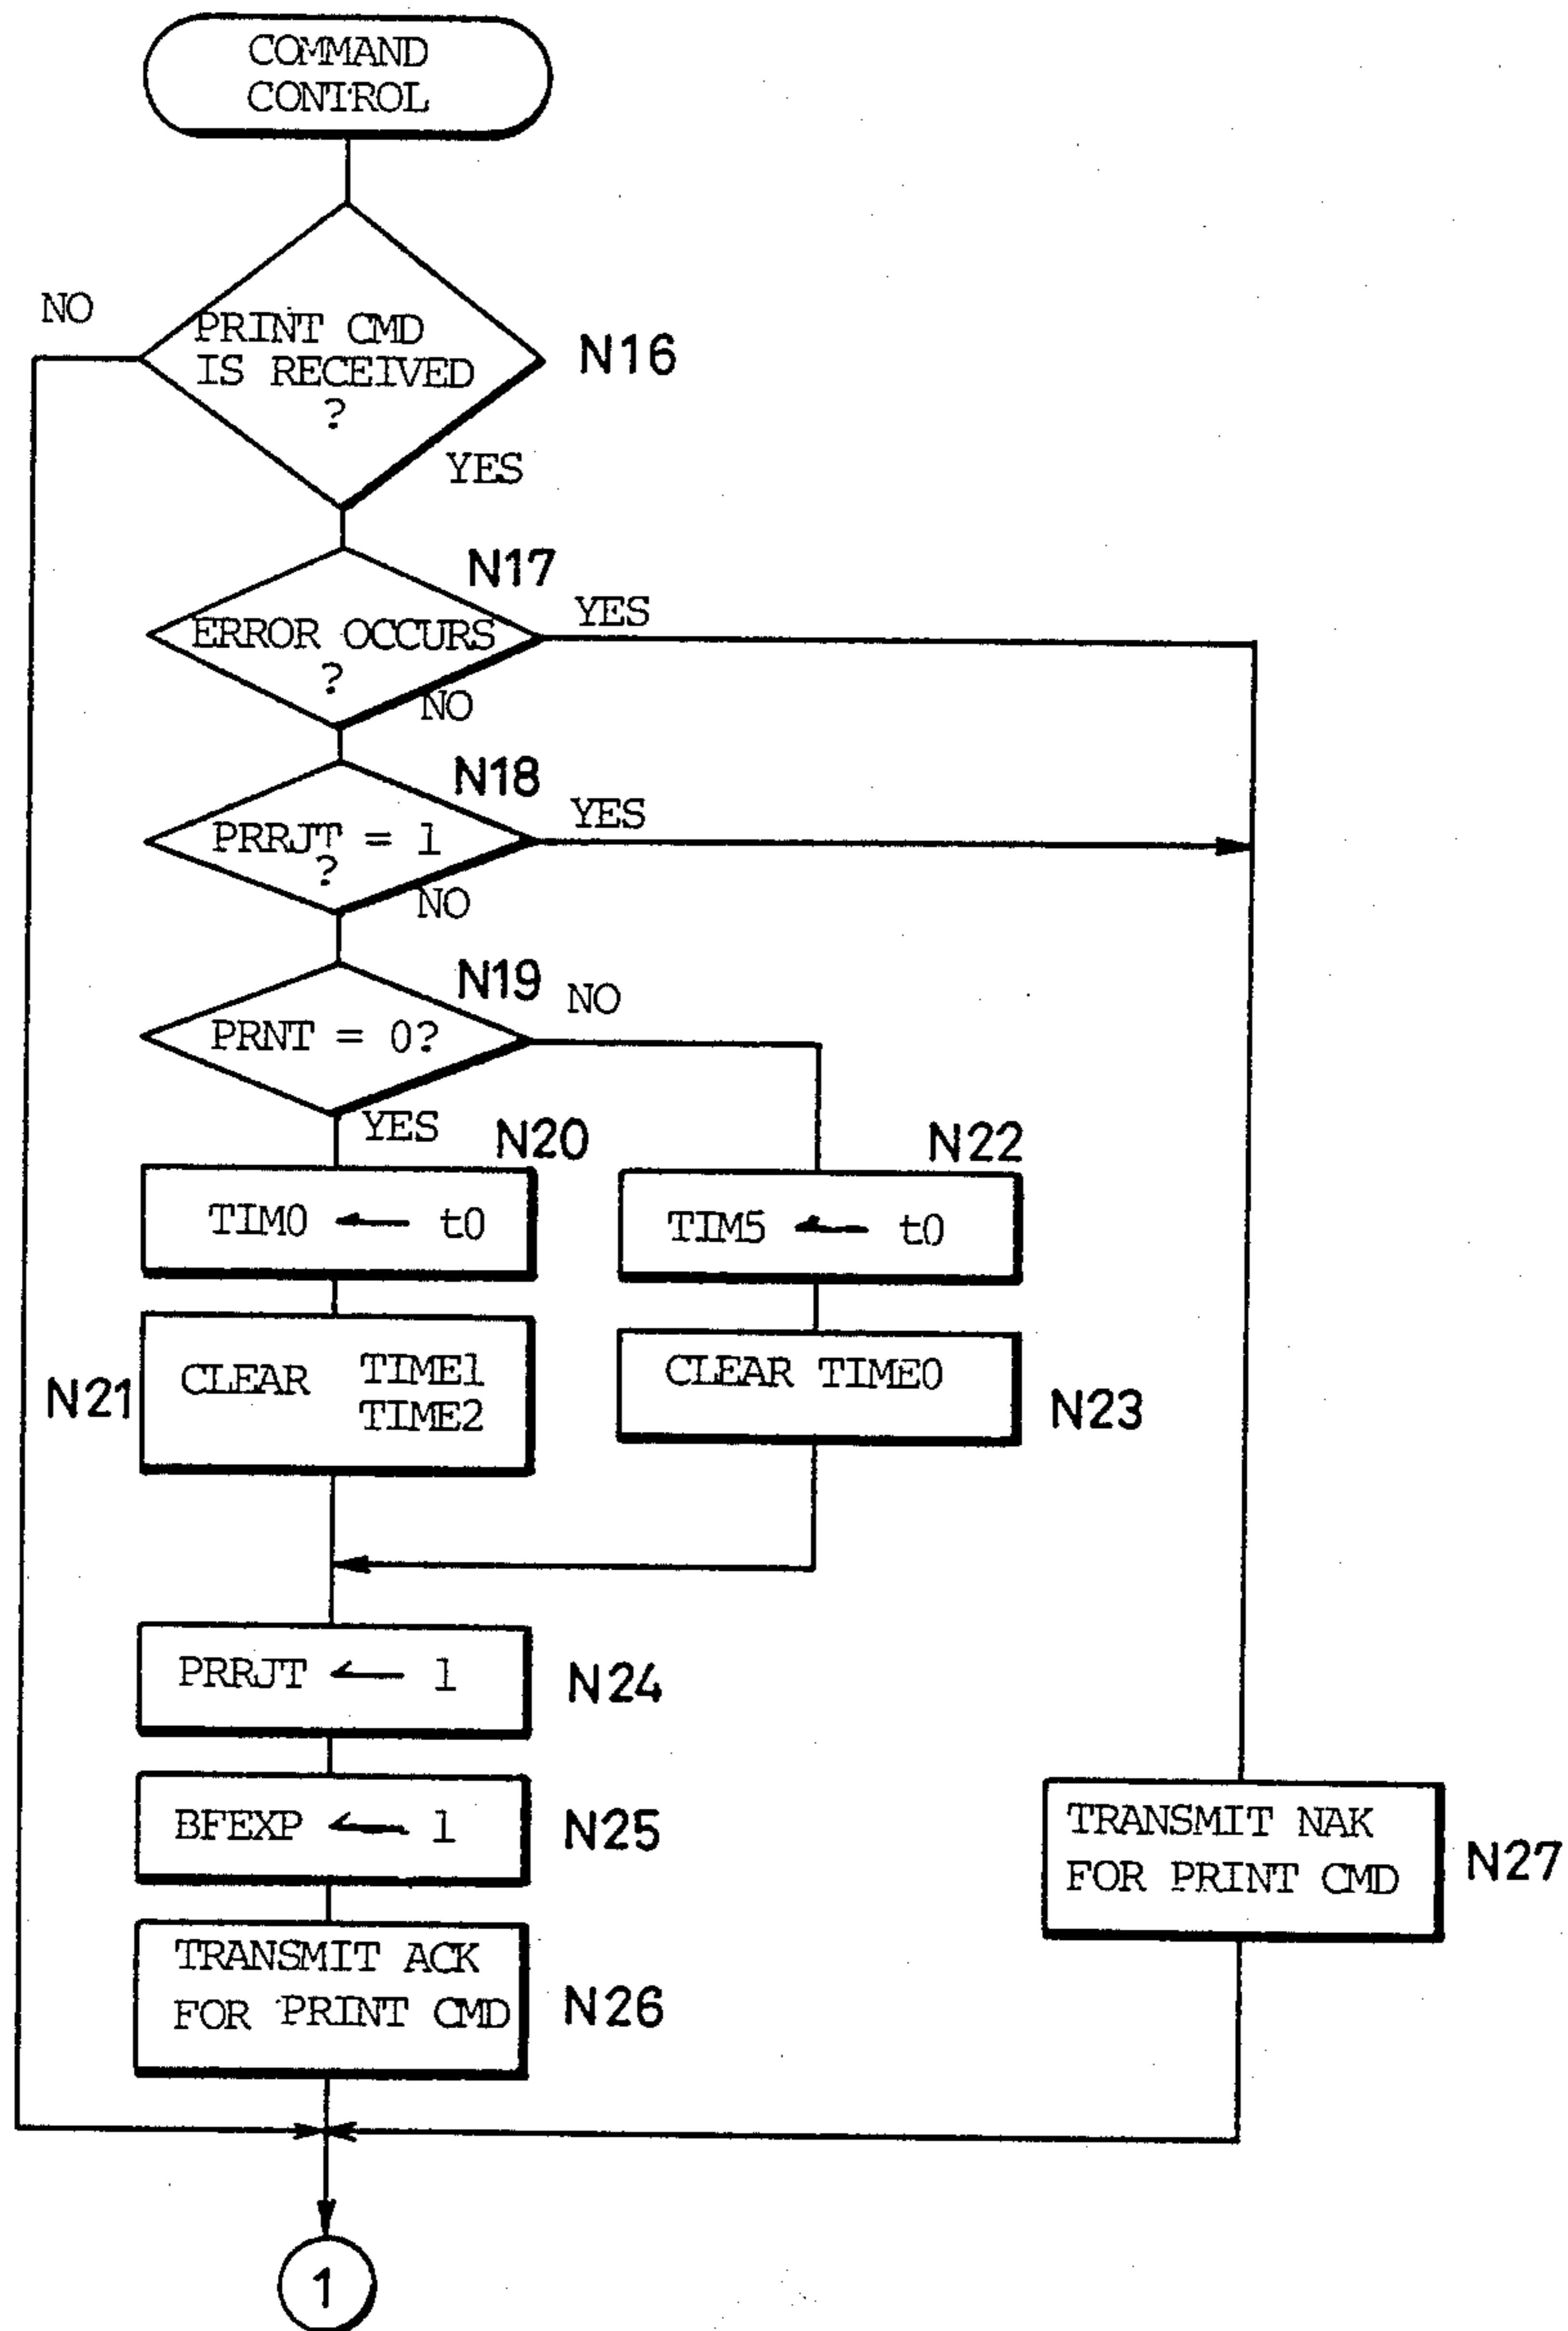 COMMAND
CONTROL
NO
PRINT CMD
IS RECEIVED
?
N16
YES
N17
ERROR OCCURS
?
YES
NO
N18
PRRJT = 1
?
YES
NO
N19
PRNT = 0?
NO
YES
N20
N22
TIM0 ← t0
TIM5 ← t0
N21
CLEAR TIME1
TIME2
CLEAR TIME0
N23
PRRJT ← 1
N24
BFEXP ← 1
N25
TRANSMIT ACK
FOR PRINT CMD
N26
TRANSMIT NAK
FOR PRINT CMD
N27
1